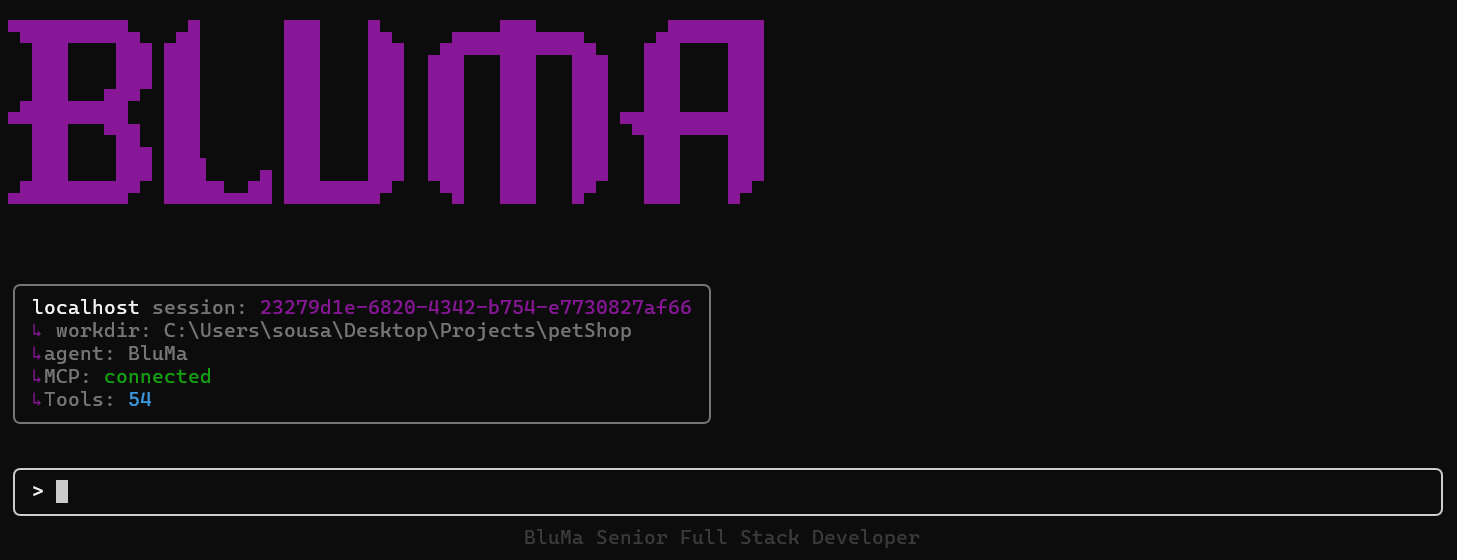 BLUMA
localhost session: 23279d1e-6820-4342-b754-e7730827af66
↳ workdir: C:\Users\sousa\Desktop\Projects\petShop
↳agent: BluMa
↳MCP: connected
↳Tools: 54
>
BluMa Senior Full Stack Developer